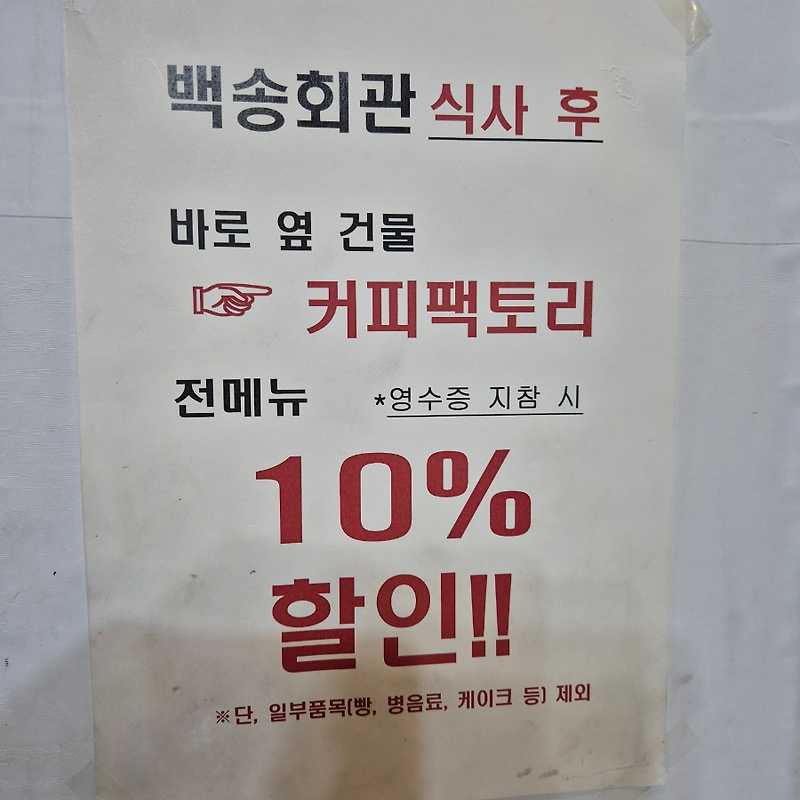 백송회관 식사 후
바로 옆 건물
☞ 커피팩토리
전메뉴 *영수증 지참 시
10%
할인!!
※단, 일부품목(빵, 병음료, 케이크 등) 제외